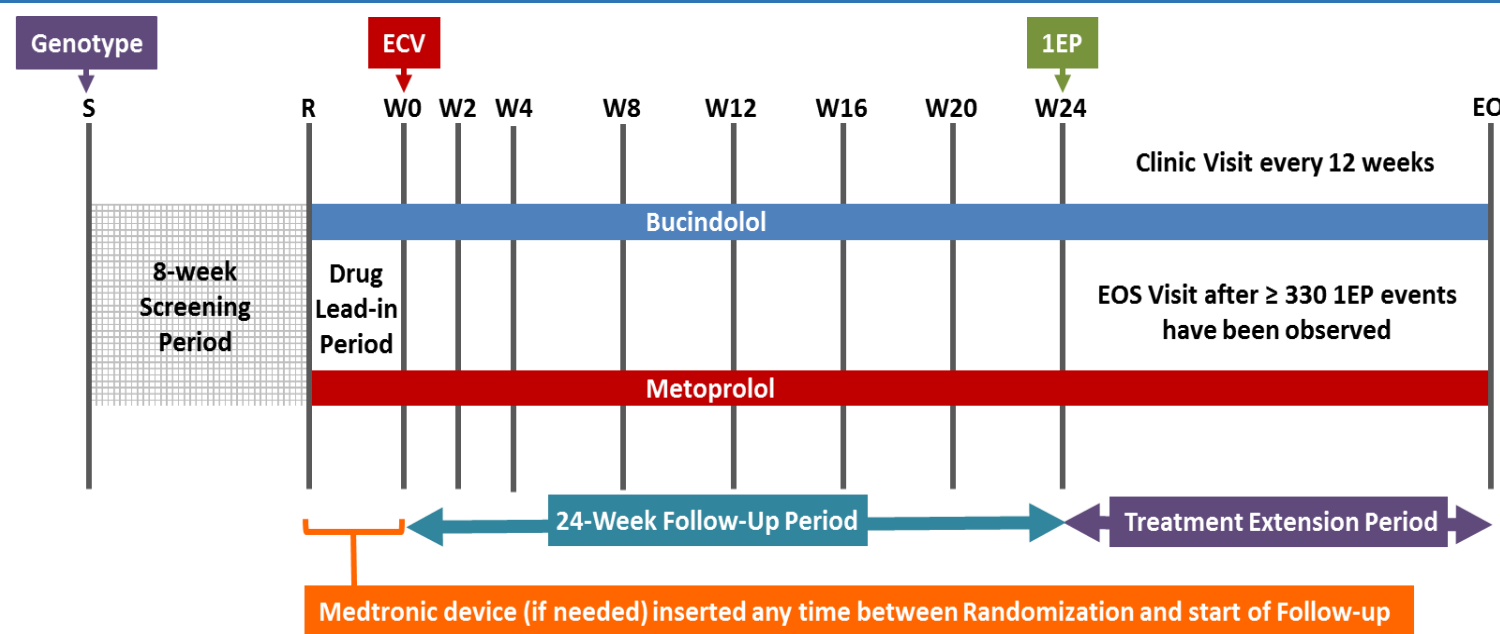 Genotype
ECV
1EP
S
R
W0
W2
W4
W8
W12
W16
W20
W24
EO
Clinic Visit every 12 weeks
Bucindolol
8-week
Screening
Period
Drug
Lead-in
Period
EOS Visit after ≥ 330 1EP events
have been observed
Metoprolol
24-Week Follow-Up Period
Treatment Extension Period
Medtronic device (if needed) inserted any time between Randomization and start of Follow-up